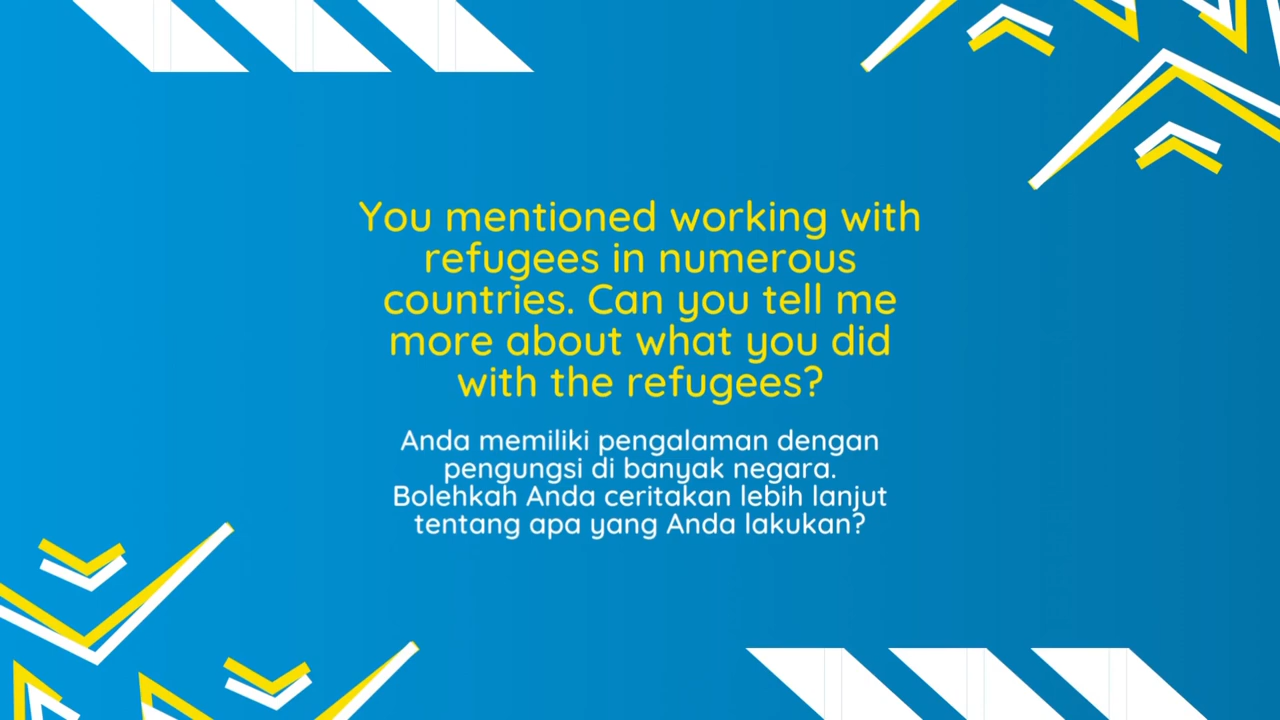 You mentioned working with
refugees in numerous
countries. Can you tell me
more about what you did
with the refugees?
Anda memiliki pengalaman dengan
pengungsi di banyak negara.
Bolehkah Anda ceritakan lebih lanjut
tentang apa yang Anda lakukan?